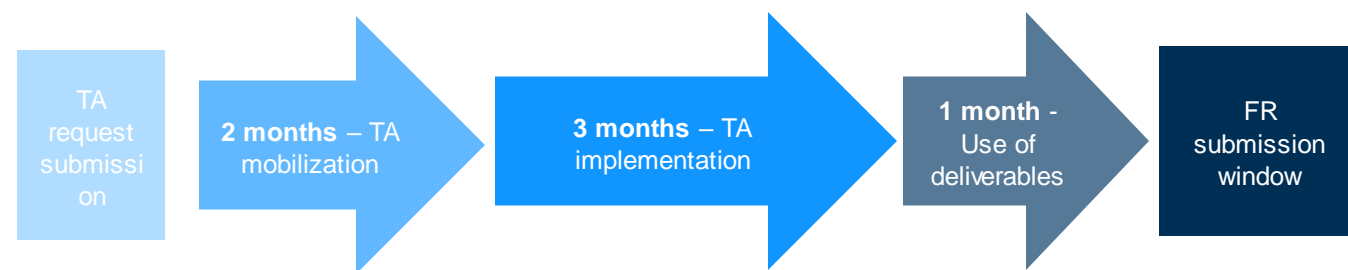 TA
request
submissi
on
2 months – TA
mobilization
3 months – TA
implementation
1 month -
Use of
deliverables
FR
submission
window